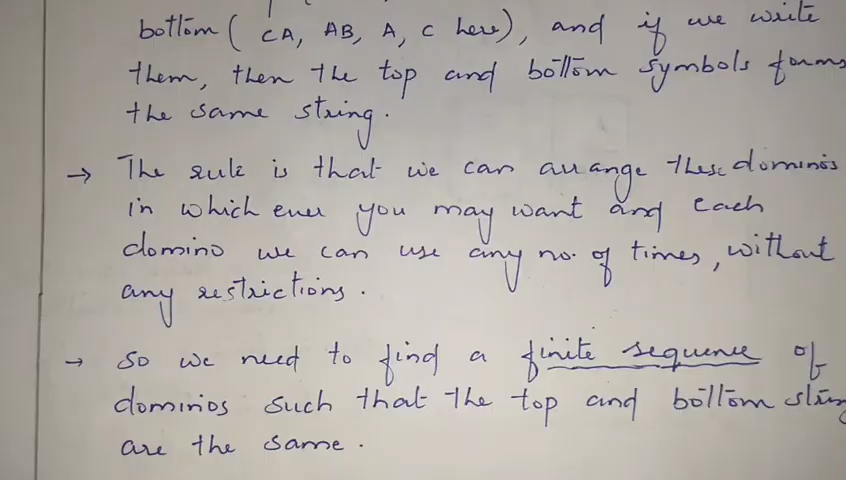 bottom ( CA, AB, A, C here), and if we write
them, then the top and bottom symbols forms
the same string.
→ The rule is that we can arrange these dominos
in which ever you may want and each
domino we can use any no. of times, without
any restrictions.
→ so we need to find a finite sequence of
dominos such that the top and bottom string
are the same.